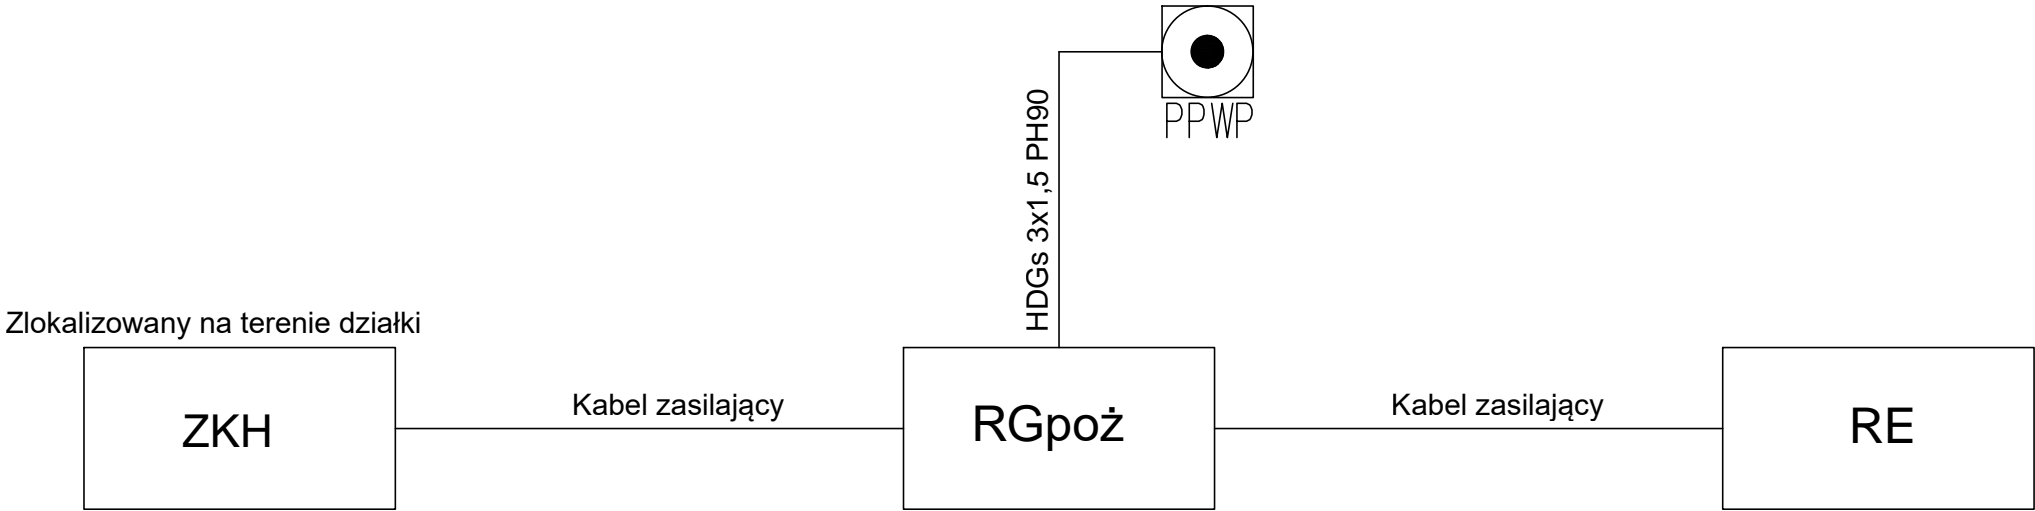 PPWP
HDGs 3x1,5 PH90
Zlokalizowany na terenie działki
ZKH
Kabel zasilający
RGpoż
Kabel zasilający
RE